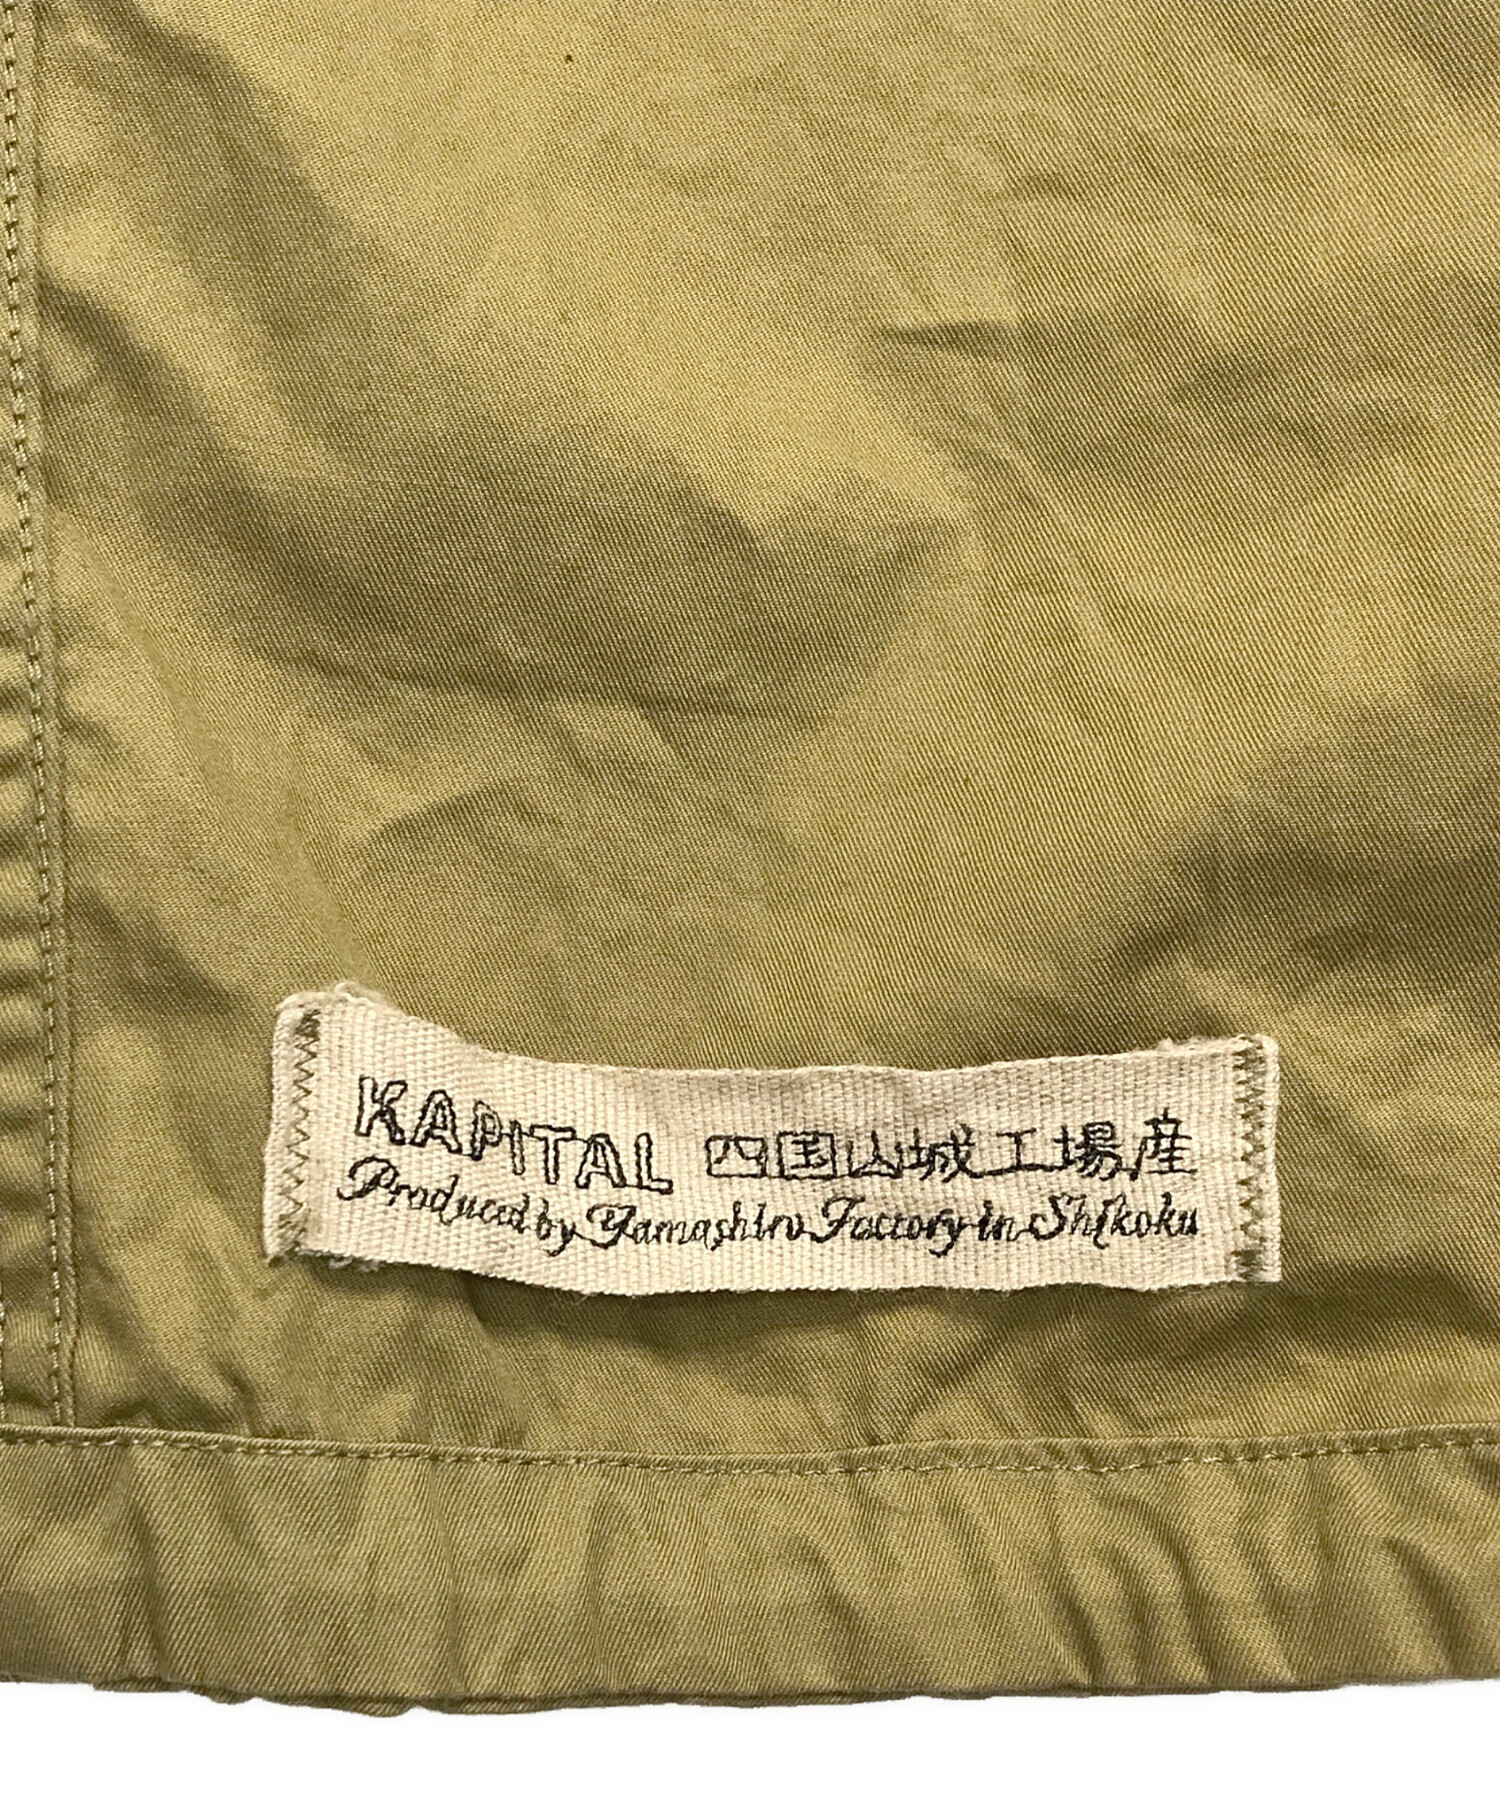 KAPITAL 四国山城工場産
Produced by Yamashiro Factory in Shikoku